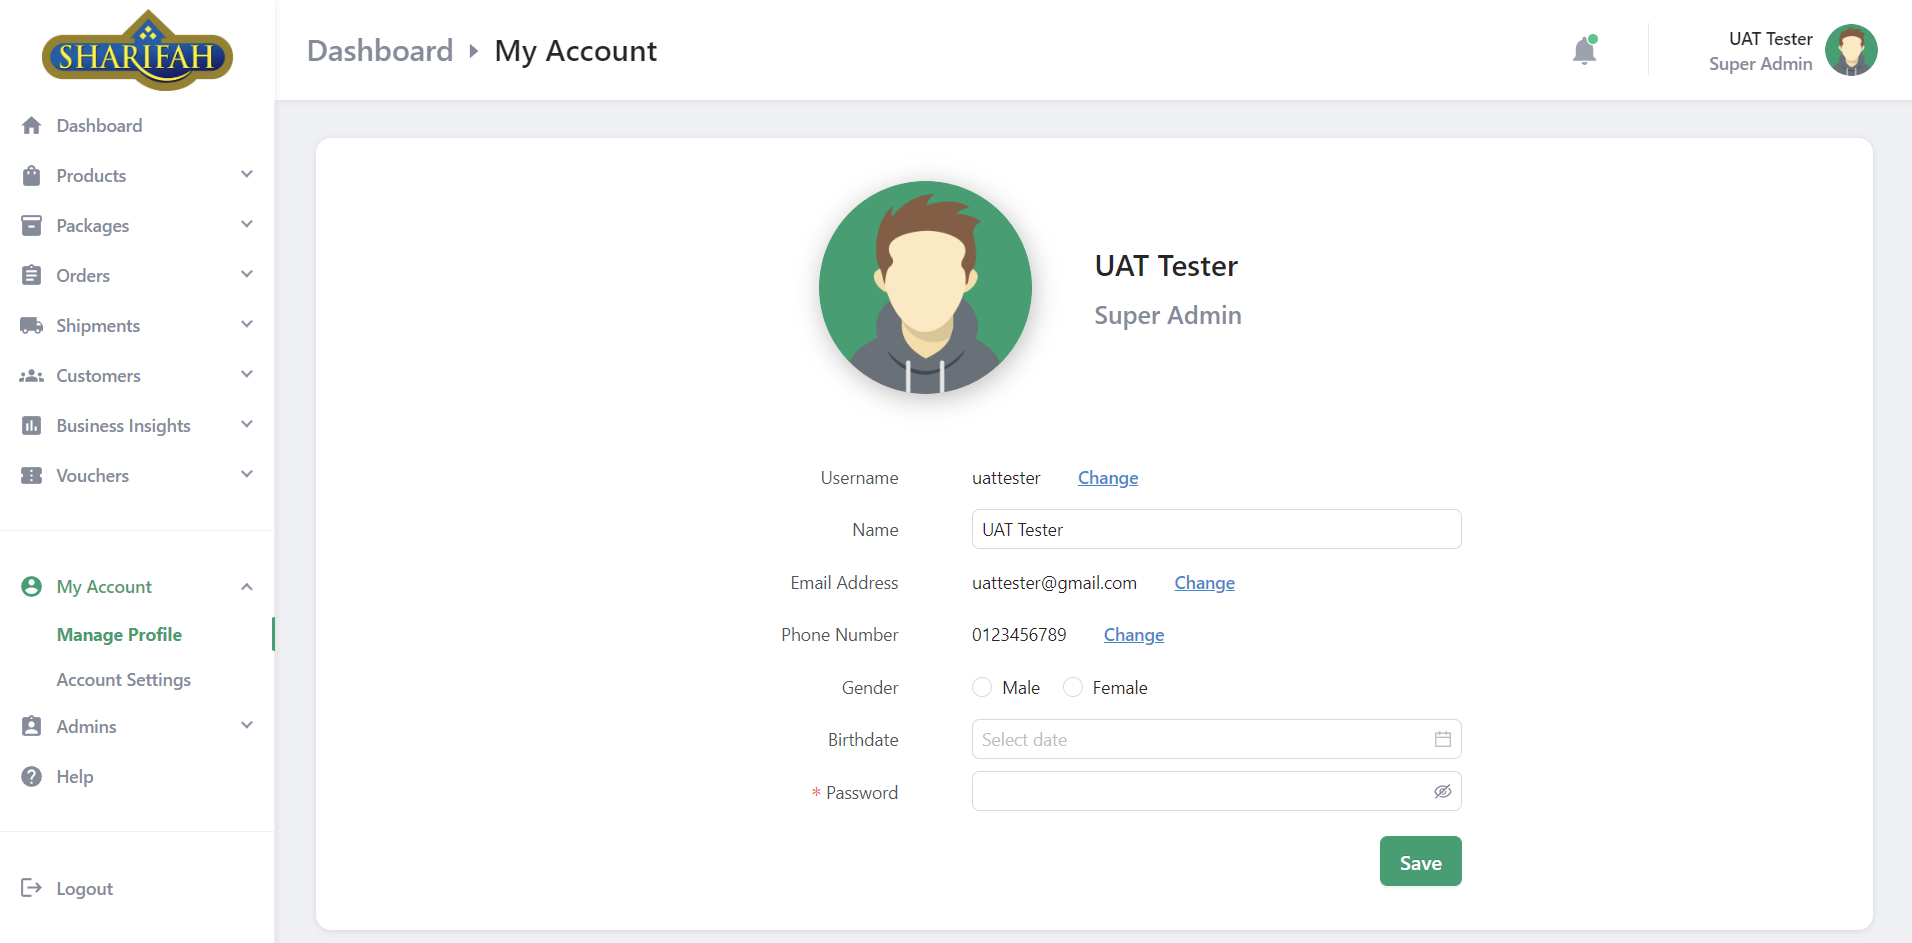 SHARIFAH
Dashboard
Products
Packages
Orders
Shipments
Customers
Business Insights
Vouchers
My Account
Manage Profile
Account Settings
Admins
Help
Logout
Dashboard My Account
UAT Tester
Super Admin
UAT Tester
Super Admin
Username uattester Change
Name UAT Tester
Email Address uattester@gmail.com Change
Phone Number 0123456789 Change
Gender Male Female
Birthdate Select date
* Password
Save